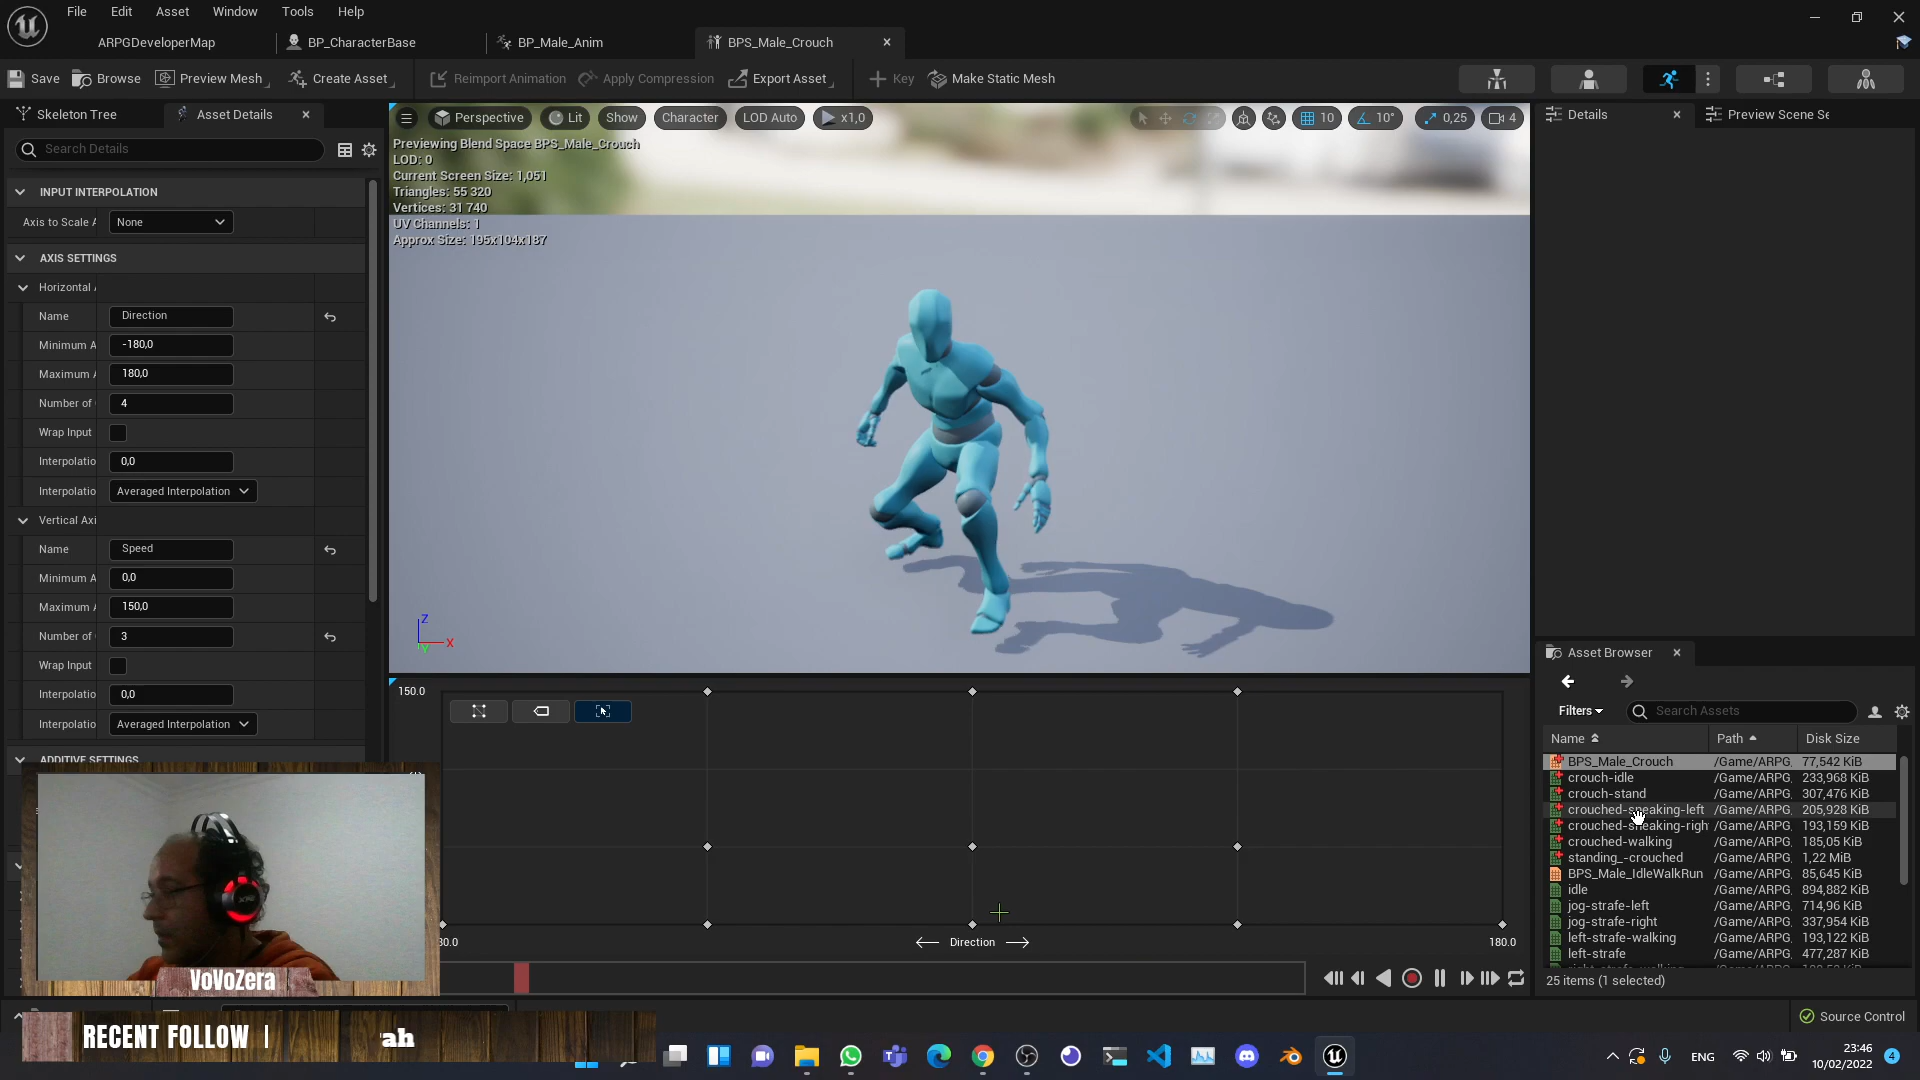 File Edit Asset Window Tools Help
ARPGDeveloperMap BP_CharacterBase BP_Male_Anim BPS_Male_Crouch
Save Browse Preview Mesh Create Asset Reimport Animation Apply Compression Export Asset Key Make Static Mesh
Skeleton Tree Asset Details
Search Details
INPUT INTERPOLATION
Axis to Scale A None
AXIS SETTINGS
Horizontal A
Name Direction
Minimum A -180,0
Maximum A 180,0
Number of 4
Wrap Input
Interpolatio 0,0
Interpolatio Averaged Interpolation
Vertical Axi
Name Speed
Minimum A 0,0
Maximum A 150,0
Number of 3
Wrap Input
Interpolatio 0,0
Interpolatio Averaged Interpolation
ADDITIVE SETTINGS
Perspective Lit Show Character LOD Auto x1,0 10 10° 0,25 4
Previewing Blend Space BPS_Male_Crouch
LOD: 0
Current Screen Size: 1,051
Triangles: 55 320
Vertices: 31 740
UV Channels: 1
Approx Size: 195x104x187
Z
X
Y
150.0
80.0 Direction 180.0
Details Preview Scene Se
Asset Browser
Filters Search Assets
Name Path Disk Size
BPS_Male_Crouch /Game/ARPG 77,542 KiB
crouch-idle /Game/ARPG 233,968 KiB
crouch-stand /Game/ARPG 307,476 KiB
crouched-sneaking-left /Game/ARPG 205,928 KiB
crouched-sneaking-righ /Game/ARPG 193,159 KiB
crouched-walking /Game/ARPG 185,05 KiB
standing_-crouched /Game/ARPG 1,22 MiB
BPS_Male_IdleWalkRun /Game/ARPG 85,645 KiB
idle /Game/ARPG 894,882 KiB
jog-strafe-left /Game/ARPG 714,96 KiB
jog-strafe-right /Game/ARPG 337,954 KiB
left-strafe-walking /Game/ARPG 193,122 KiB
left-strafe /Game/ARPG 477,287 KiB
25 items (1 selected)
Source Control
VoVoZera
RECENT FOLLOW | ah
ENG 23:46
10/02/2022 4